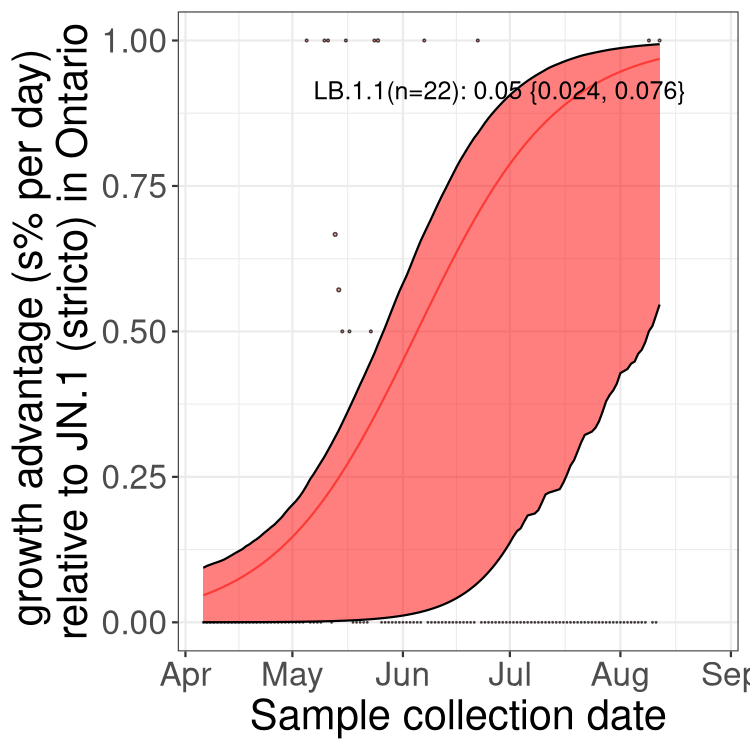 growth advantage (s% per day)
relative to JN.1 (stricto) in Ontario
1.00
0.75
0.50
0.25
0.00
LB.1.1(n=22): 0.05 {0.024, 0.076}
Apr May Jun Jul Aug Sep
Sample collection date